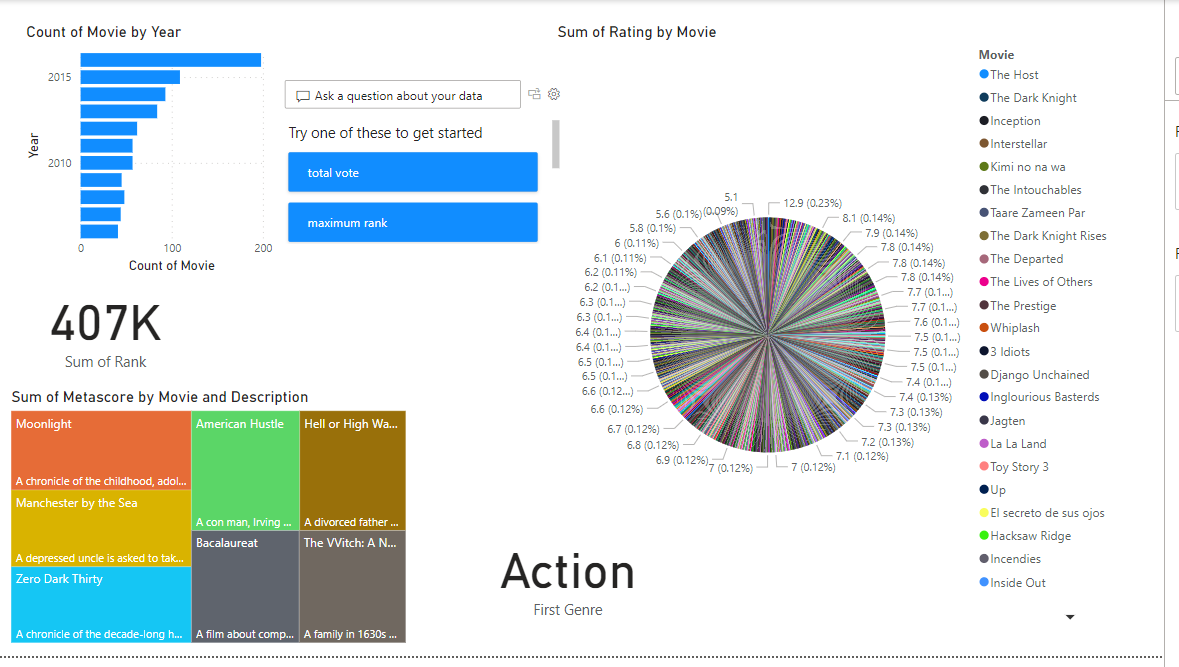 Count of Movie by Year
Year
2015
2010
0
100
200
Count of Movie
Ask a question about your data
Try one of these to get started
total vote
maximum rank
407K
Sum of Rank
Sum of Metascore by Movie and Description
Moonlight
A chronicle of the childhood, adol...
Manchester by the Sea
A depressed uncle is asked to tak...
Zero Dark Thirty
A chronicle of the decade-long h...
American Hustle
A con man, Irving ...
Bacalaureat
A film about comp...
Hell or High Wa...
A divorced father ...
The VVitch: A N...
A family in 1630s ...
Sum of Rating by Movie
12.9 (0.23%)
8.1 (0.14%)
7.9 (0.14%)
7.8 (0.14%)
7.8 (0.14%)
7.8 (0.14%)
7.7 (0.1...)
7.7 (0.1...)
7.6 (0.1...)
7.5 (0.1...)
7.5 (0.1...)
7.5 (0.1...)
7.4 (0.1...)
7.4 (0.13%)
7.3 (0.13%)
7.3 (0.13%)
7.2 (0.13%)
7.1 (0.12%)
7 (0.12%)
7 (0.12%)
6.9 (0.12%)
6.8 (0.12%)
6.7 (0.12%)
6.6 (0.12%)
6.6 (0.12...)
6.5 (0.1...)
6.5 (0.1...)
6.4 (0.1...)
6.4 (0.1...)
6.3 (0.1...)
6.3 (0.1...)
6.2 (0.1...)
6.2 (0.11%)
6.1 (0.11%)
6 (0.11%)
5.8 (0.1%)
5.6 (0.1%)
5.1
(0.09%)
Action
First Genre
Movie
The Host
The Dark Knight
Inception
Interstellar
Kimi no na wa
The Intouchables
Taare Zameen Par
The Dark Knight Rises
The Departed
The Lives of Others
The Prestige
Whiplash
3 Idiots
Django Unchained
Inglourious Basterds
Jagten
La La Land
Toy Story 3
Up
El secreto de sus ojos
Hacksaw Ridge
Incendies
Inside Out